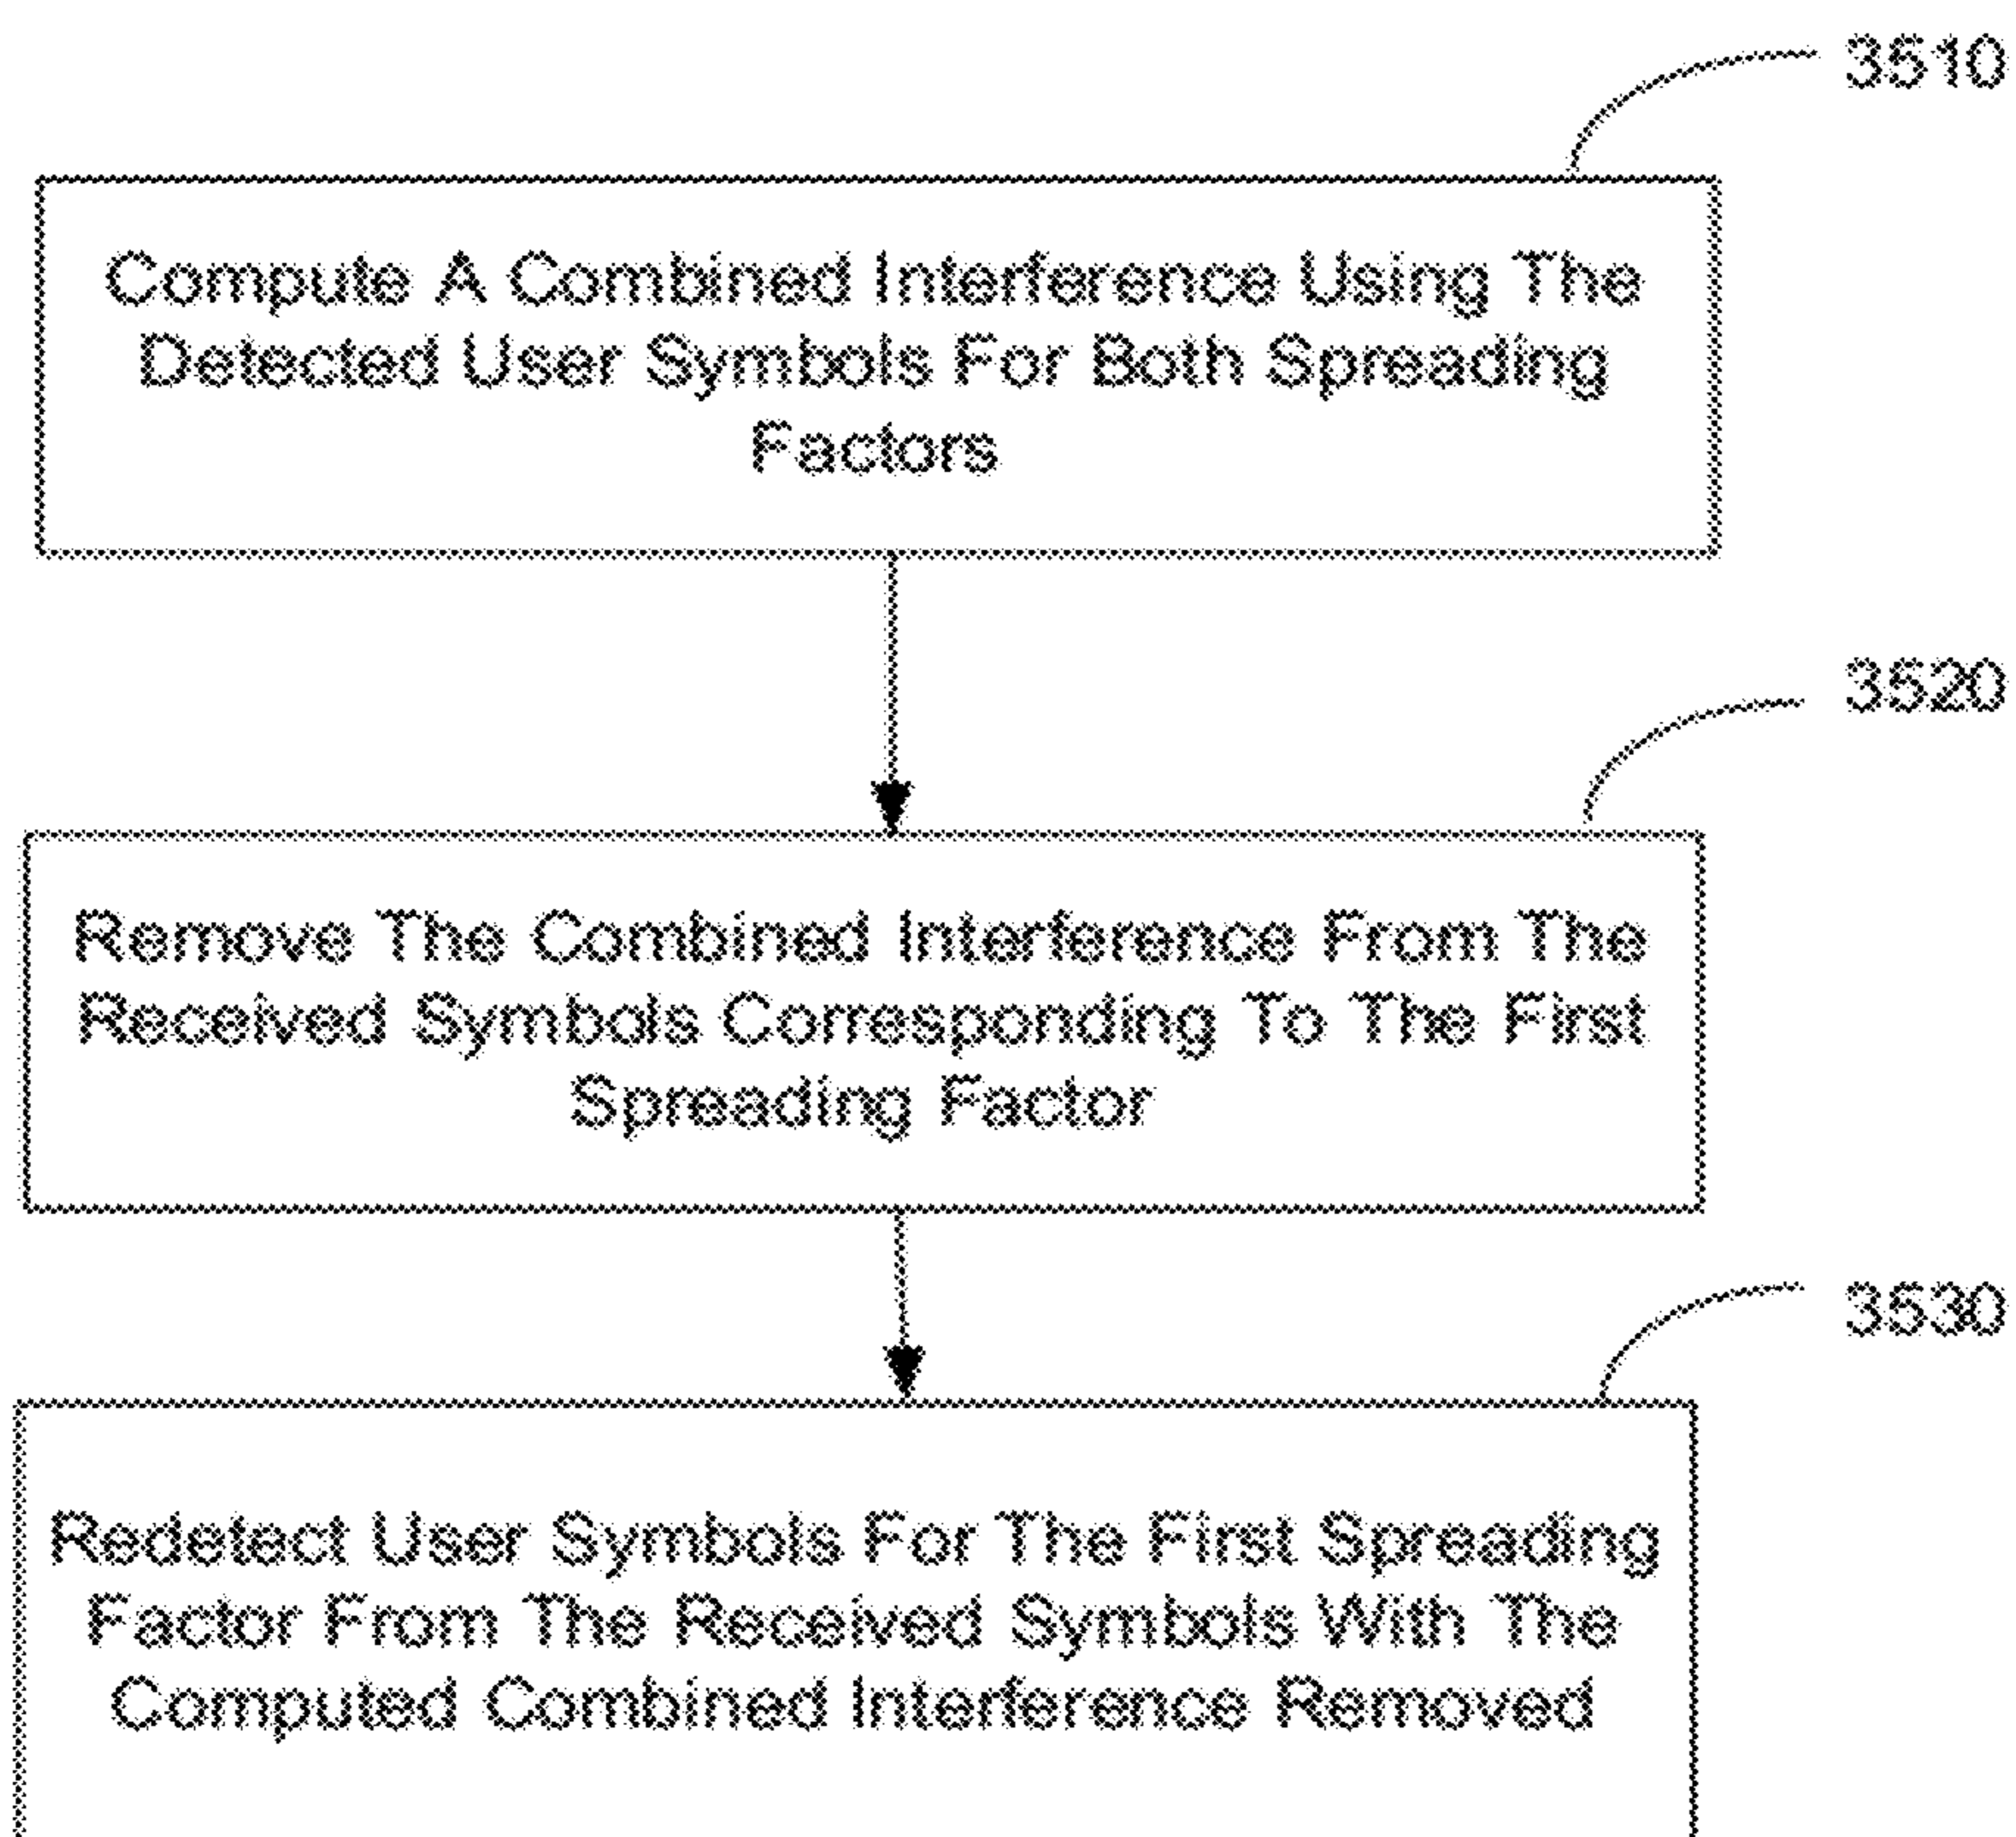 3510
Compute A Combined Interference Using The
Detected User Symbols For Both Spreading
Factors
3520
Remove The Combined Interference From The
Received Symbols Corresponding To The First
Spreading Factor
3530
Redetect User Symbols For The First Spreading
Factor From The Received Symbols With The
Computed Combined Interference Removed